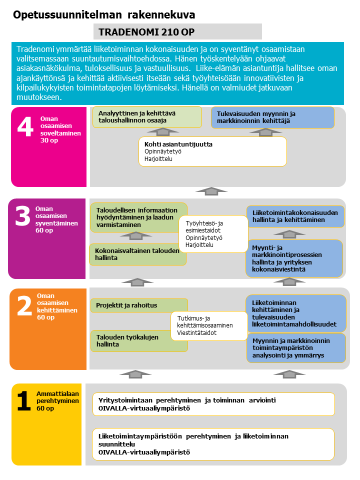 Opetussuunnitelman rakennekuva
TRADENOMI 210 OP
Tradenomi ymmärtää liiketoiminnan kokonaisuuden ja on syventänyt osaamistaan
valitsemassaan suuntautumisvaihtoehdossa. Hänen työskentelyään ohjaavat
asiakasnäkökulma, tuloksellisuus ja vastuullisuus. Liike-elämän asiantuntija hallitsee oman
ajankäyttönsä ja kehittää aktiivisesti itseään sekä työyhteisöään innovatiivisten ja
kilpailukykyisten toimintatapojen löytämiseksi. Hänellä on valmiudet jatkuvaan
muutokseen.
4
Oman
osaamisen
soveltaminen
30 op
Analyyttinen ja kehittävä
taloushallinnon osaaja
Tulevaisuuden myynnin ja
markkinoinnin kehittäjä
Kohti asiantuntijuutta
Opinnäytetyö
Harjoittelu
3
Oman
osaamisen
syventäminen
60 op
Taloudellisen informaation
hyödyntäminen ja laadun
varmistaminen
Kokonaisvaltainen talouden
hallinta
Työyhteisö- ja
esimiestaidot
Opinnäytetyö
Harjoittelu
Liiketoimintakokonaisuuden
hallinta ja kehittäminen
Myynti- ja
markkinointiprosessien
hallinta ja yrityksen
kokonaisviestintä
2
Oman
osaamisen
kehittäminen
60 op
Projektit ja rahoitus
Talouden työkalujen
hallinta
Tutkimus- ja
kehittämisosaaminen
Viestintätaidot
Liiketoiminnan
kehittäminen ja
tulevaisuuden
liiketoimintamahdollisuudet
Myynnin ja markkinoinnin
toimintaympäristön
analysointi ja ymmärrys
1
Ammattialaan
perehtyminen
60 op
Yritystoimintaan perehtyminen ja toiminnan arviointi
OIVALLA-virtuaaliympäristö
Liiketoimintaympäristöön perehtyminen ja liiketoiminnan
suunnittelu
OIVALLA-virtuaaliympäristö